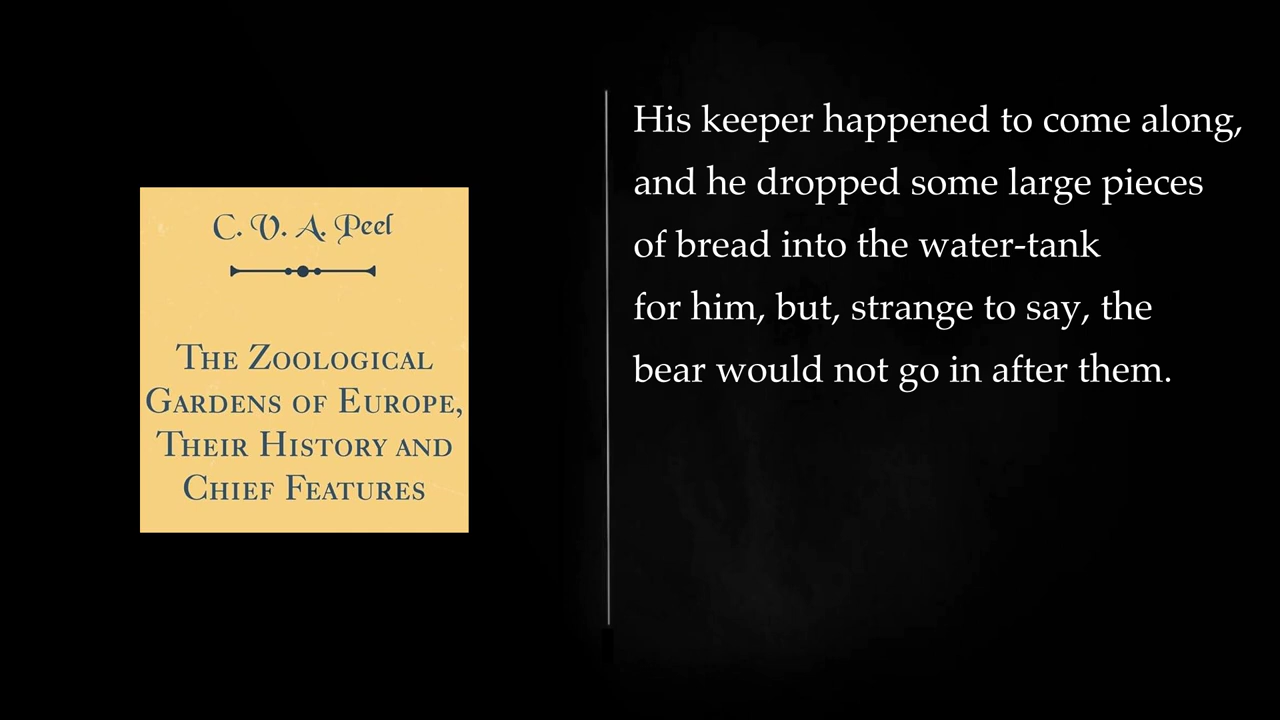 C. V. A. Peel
The Zoological
Gardens of Europe,
Their History and
Chief Features
His keeper happened to come along,
and he dropped some large pieces
of bread into the water-tank
for him, but, strange to say, the
bear would not go in after them.